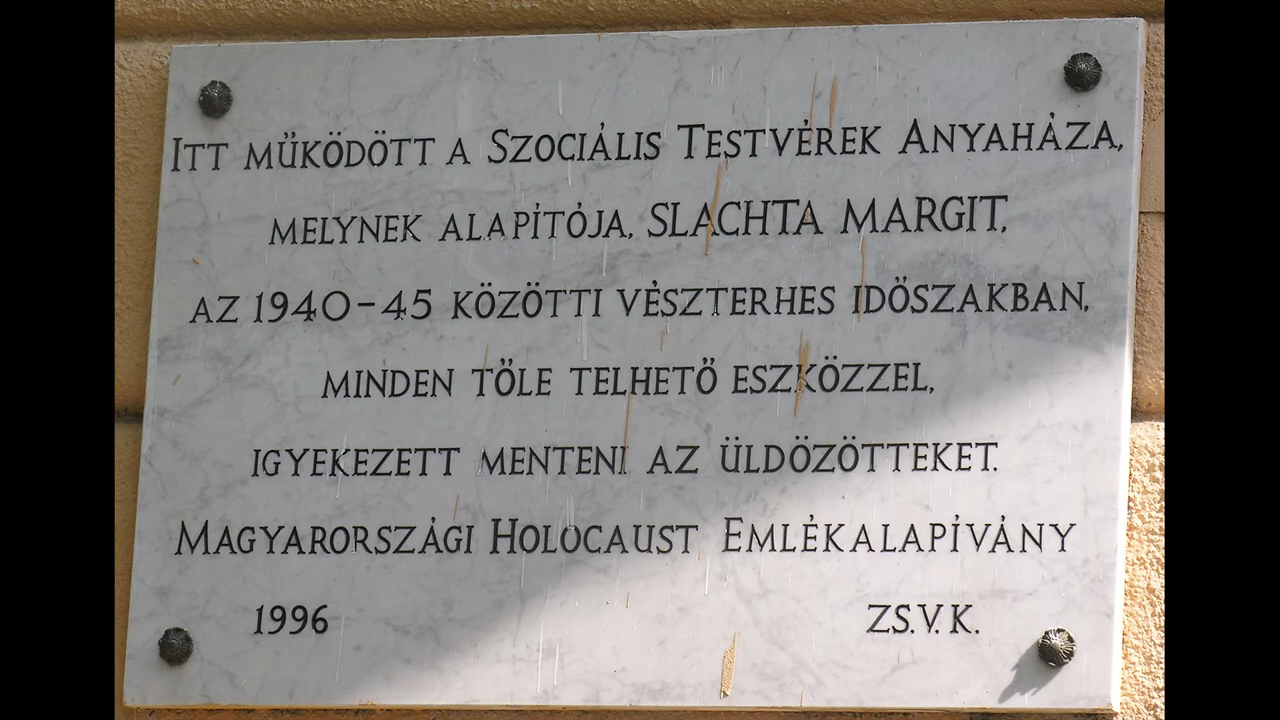 Itt működött a Szociális Testvérek Anyaháza,
melynek alapítója, SLACHTA MARGIT,
az 1940-45 közötti vészterhes időszakban,
minden tőle telhető eszközzel,
igyekezett menteni az üldözötteket.
Magyarországi Holocaust Emlékalapívány
1996 ZS.V.K.